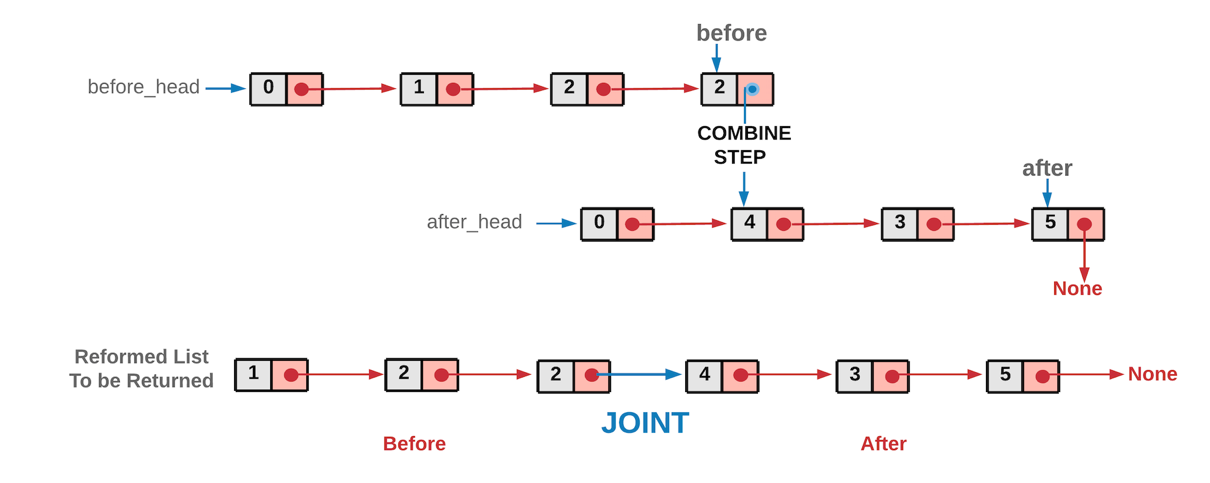 before
before_head 0 1 2 2
COMBINE
STEP
after
after_head 0 4 3 5
None
Reformed List
To be Returned
1 2 2 4 3 5 None
JOINT
Before After